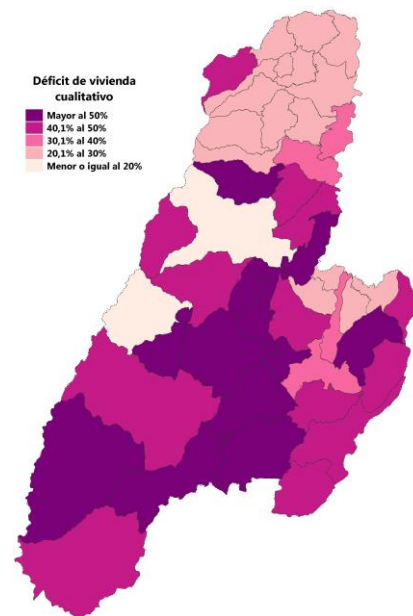 Déficit de vivienda
cualitativo
Mayor al 50%
40,1% al 50%
30,1% al 40%
20,1% al 30%
Menor o igual al 20%